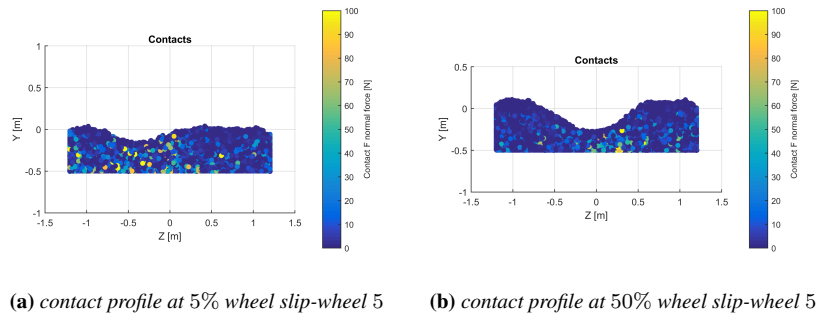 Contacts
1
0.5
0
-0.5
-1
Y [m]
-1.5 -1 -0.5 0 0.5 1 1.5
Z [m]
100
90
80
70
60
50
40
30
20
10
0
Contact F normal force [N]
Contacts
0.5
0
-0.5
-1
Y [m]
-1.5 -1 -0.5 0 0.5 1 1.5
Z [m]
100
90
80
70
60
50
40
30
20
10
0
Contact F normal force [N]
(a) contact profile at 5% wheel slip-wheel 5
(b) contact profile at 50% wheel slip-wheel 5